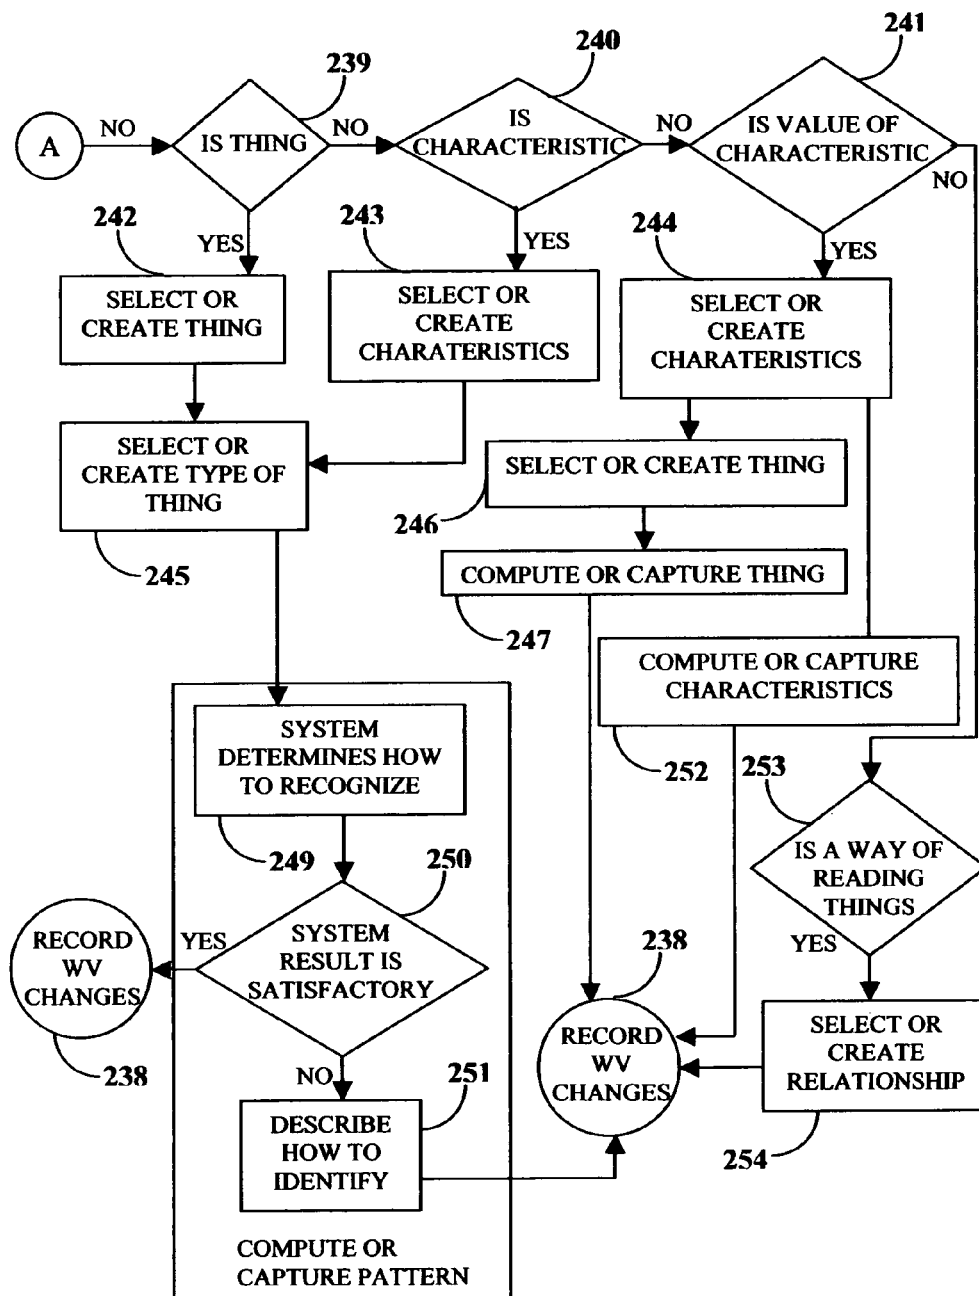 239
240
241
A
NO
IS THING
NO
IS
CHARACTERISTIC
NO
IS VALUE OF
CHARACTERISTIC
NO
242
YES
243
YES
244
YES
SELECT OR
CREATE THING
SELECT OR
CREATE
CHARATERISTICS
SELECT OR
CREATE
CHARATERISTICS
SELECT OR
CREATE TYPE OF
THING
245
SELECT OR CREATE THING
246
COMPUTE OR CAPTURE THING
247
COMPUTE OR CAPTURE
CHARACTERISTICS
252
253
SYSTEM
DETERMINES HOW
TO RECOGNIZE
249
250
IS A WAY OF
READING
THINGS
YES
RECORD
WV
CHANGES
238
YES
SYSTEM
RESULT IS
SATISFACTORY
NO
251
238
RECORD
WV
CHANGES
SELECT OR
CREATE
RELATIONSHIP
254
DESCRIBE
HOW TO
IDENTIFY
COMPUTE OR
CAPTURE PATTERN